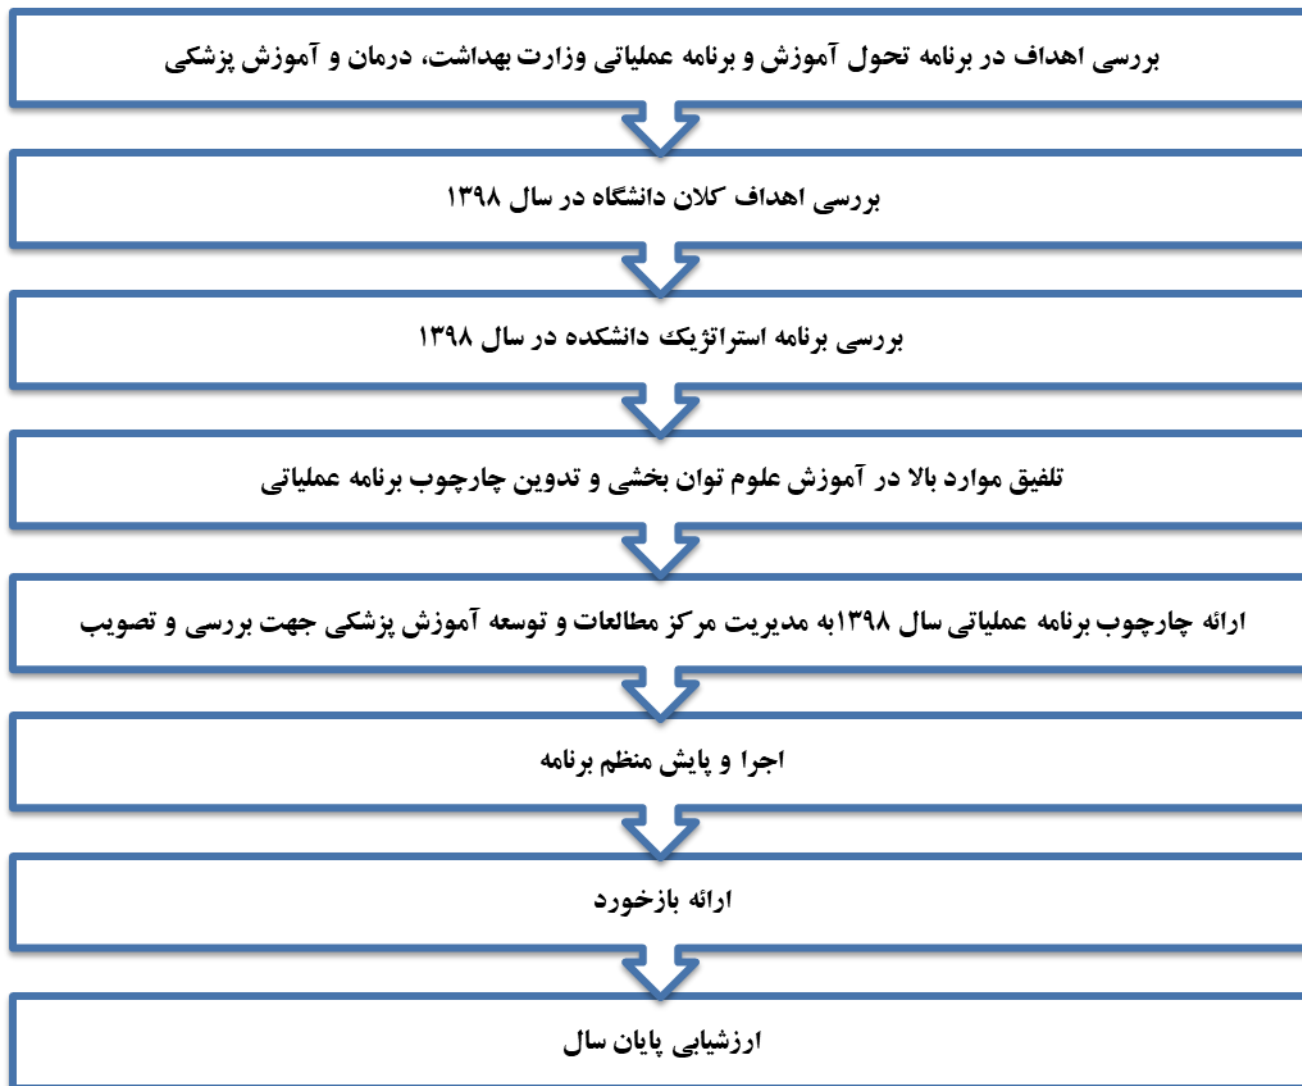 بررسی اهداف در برنامه تحول آموزش و برنامه عملیاتی وزارت بهداشت، درمان و آموزش پزشکی
بررسی اهداف کلان دانشگاه در سال ۱۳۹۸
بررسی برنامه استراتژیک دانشکده در سال ۱۳۹۸
تلفیق موارد بالا در آموزش علوم توان بخشی و تدوین چارچوب برنامه عملیاتی
ارائه چارچوب برنامه عملیاتی سال ۱۳۹۸به مدیریت مرکز مطالعات و توسعه آموزش پزشکی جهت بررسی و تصویب
اجرا و پایش منظم برنامه
ارائه بازخورد
ارزشیابی پایان سال